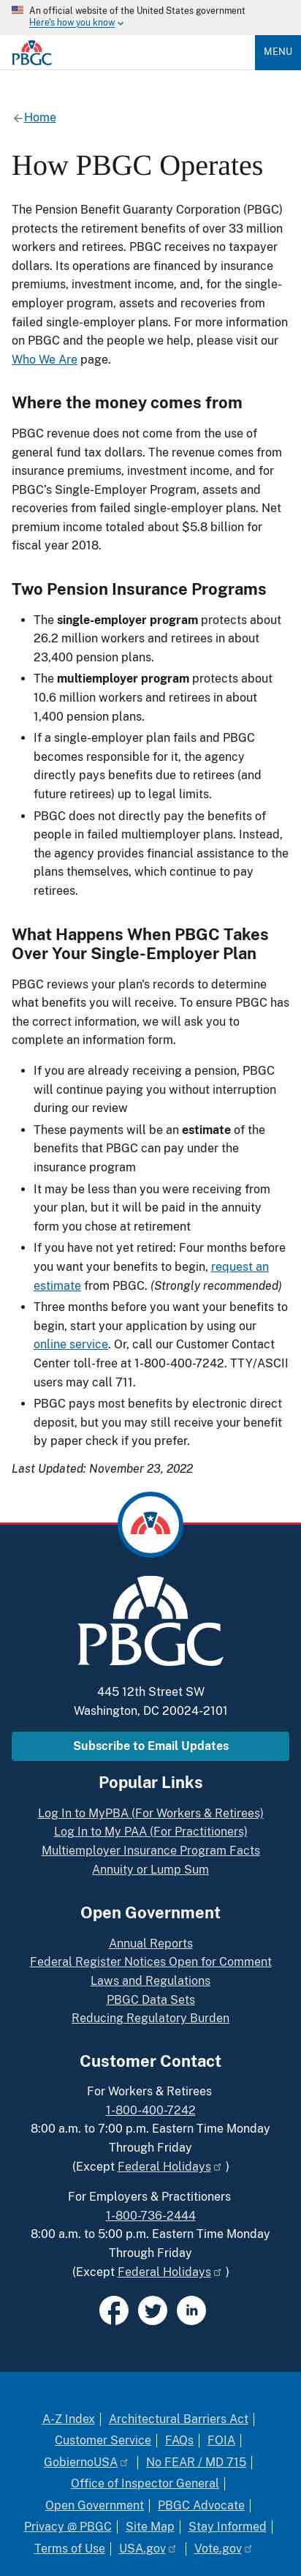 An official website of the United States government
Here's how you know
PBGC
MENU
Home
How PBGC Operates
The Pension Benefit Guaranty Corporation (PBGC)
protects the retirement benefits of over 33 million
workers and retirees. PBGC receives no taxpayer
dollars. Its operations are financed by insurance
premiums, investment income, and, for the single-
employer program, assets and recoveries from
failed single-employer plans. For more information
on PBGC and the people we help, please visit our
Who We Are page.
Where the money comes from
PBGC revenue does not come from the use of
general fund tax dollars. The revenue comes from
insurance premiums, investment income, and for
PBGC's Single-Employer Program, assets and
recoveries from failed single-employer plans. Net
premium income totaled about $5.8 billion for
fiscal year 2018.
Two Pension Insurance Programs
The single-employer program protects about
26.2 million workers and retirees in about
23,400 pension plans.
The multiemployer program protects about
10.6 million workers and retirees in about
1,400 pension plans.
If a single-employer plan fails and PBGC
becomes responsible for it, the agency
directly pays benefits due to retirees (and
future retirees) up to legal limits.
PBGC does not directly pay the benefits of
people in failed multiemployer plans. Instead,
the agency provides financial assistance to the
plans themselves, which continue to pay
retirees.
What Happens When PBGC Takes
Over Your Single-Employer Plan
PBGC reviews your plan's records to determine
what benefits you will receive. To ensure PBGC has
the correct information, we will ask you to
complete an information form.
If you are already receiving a pension, PBGC
will continue paying you without interruption
during our review
These payments will be an estimate of the
benefits that PBGC can pay under the
insurance program
It may be less than you were receiving from
your plan, but it will be paid in the annuity
form you chose at retirement
If you have not yet retired: Four months before
you want your benefits to begin, request an
estimate from PBGC. (Strongly recommended)
Three months before you want your benefits to
begin, start your application by using our
online service. Or, call our Customer Contact
Center toll-free at 1-800-400-7242. TTY/ASCII
users may call 711.
PBGC pays most benefits by electronic direct
deposit, but you may still receive your benefit
by paper check if you prefer.
Last Updated: November 23, 2022
PBGC
445 12th Street SW
Washington, DC 20024-2101
Subscribe to Email Updates
Popular Links
Log In to MyPBA (For Workers & Retirees)
Log In to My PAA (For Practitioners)
Multiemployer Insurance Program Facts
Annuity or Lump Sum
Open Government
Annual Reports
Federal Register Notices Open for Comment
Laws and Regulations
PBGC Data Sets
Reducing Regulatory Burden
Customer Contact
For Workers & Retirees
1-800-400-7242
8:00 a.m. to 7:00 p.m. Eastern Time Monday
Through Friday
(Except Federal Holidays )
For Employers & Practitioners
1-800-736-2444
8:00 a.m. to 5:00 p.m. Eastern Time Monday
Through Friday
(Except Federal Holidays )
A-Z Index | Architectural Barriers Act |
Customer Service | FAQs | FOIA |
GobiernoUSA | No FEAR / MD 715 |
Office of Inspector General |
Open Government | PBGC Advocate |
Privacy @ PBGC | Site Map | Stay Informed |
Terms of Use | USA.gov | Vote.gov